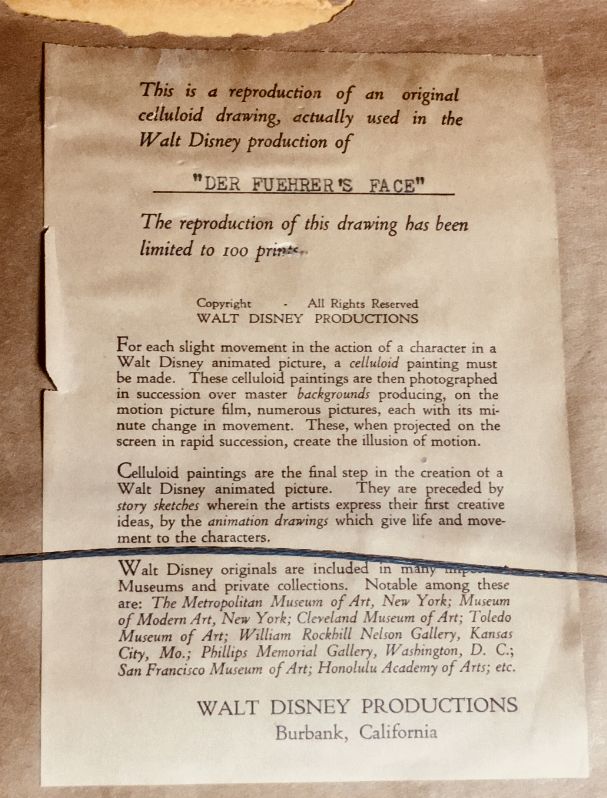 This is a reproduction of an original
celluloid drawing, actually used in the
Walt Disney production of
"DER FUEHRER'S FACE"
The reproduction of this drawing has been
limited to 100 prints.
Copyright - All Rights Reserved
WALT DISNEY PRODUCTIONS
For each slight movement in the action of a character in a
Walt Disney animated picture, a celluloid painting must
be made. These celluloid paintings are then photographed
in succession over master backgrounds producing, on the
motion picture film, numerous pictures, each with its mi-
nute change in movement. These, when projected on the
screen in rapid succession, create the illusion of motion.
Celluloid paintings are the final step in the creation of a
Walt Disney animated picture. They are preceded by
story sketches wherein the artists express their first creative
ideas, by the animation drawings which give life and move-
ment to the characters.
Walt Disney originals are included in many
Museums and private collections. Notable among these
are: The Metropolitan Museum of Art, New York; Museum
of Modern Art, New York; Cleveland Museum of Art; Toledo
Museum of Art; William Rockhill Nelson Gallery, Kansas
City, Mo.; Phillips Memorial Gallery, Washington, D. C.;
San Francisco Museum of Art; Honolulu Academy of Arts; etc.
WALT DISNEY PRODUCTIONS
Burbank, California